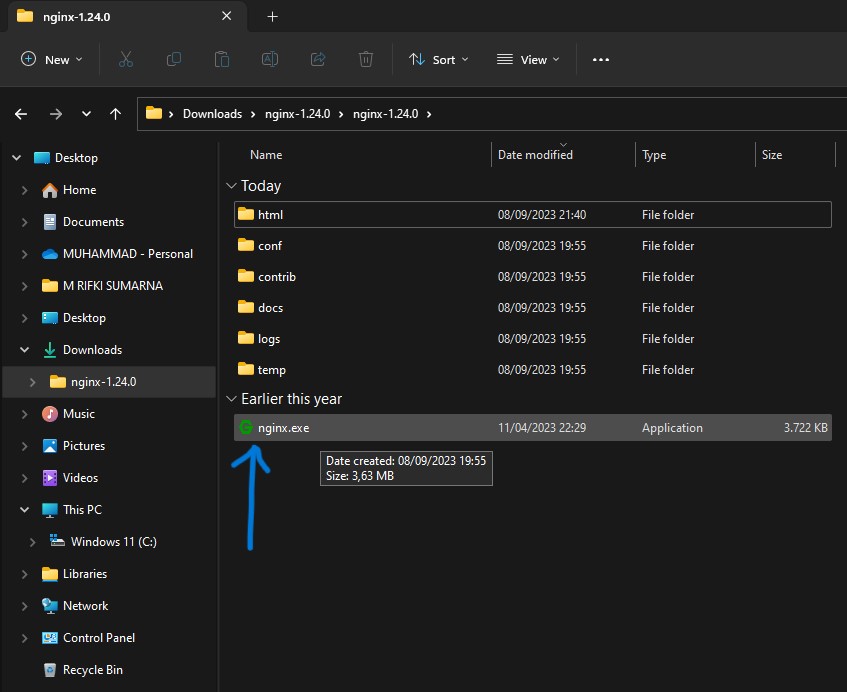 nginx-1.24.0
New
Sort
View
Downloads nginx-1.24.0 nginx-1.24.0
Name Date modified Type Size
Today
html 08/09/2023 21:40 File folder
conf 08/09/2023 19:55 File folder
contrib 08/09/2023 19:55 File folder
docs 08/09/2023 19:55 File folder
logs 08/09/2023 19:55 File folder
temp 08/09/2023 19:55 File folder
Earlier this year
nginx.exe 11/04/2023 22:29 Application 3.722 KB
Date created: 08/09/2023 19:55
Size: 3,63 MB
Desktop
Home
Documents
MUHAMMAD - Personal
M RIFKI SUMARNA
Desktop
Downloads
nginx-1.24.0
Music
Pictures
Videos
This PC
Windows 11 (C:)
Libraries
Network
Control Panel
Recycle Bin